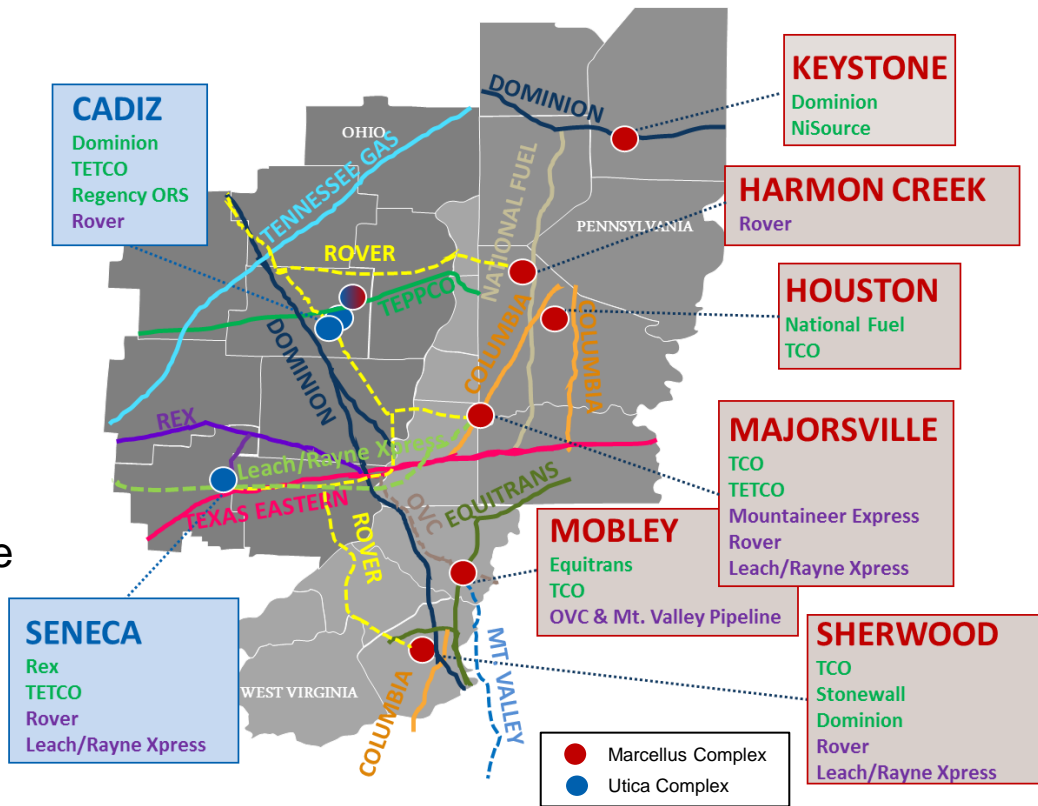 KEYSTONE
Dominion
NiSource
CADIZ
Dominion
TETCO
Regency ORS
Rover
DOMINION
OHIO
TENNESSEE GAS
NATIONAL FUEL
PENNSYLVANIA
HARMON CREEK
Rover
ROVER
TEPPCO
HOUSTON
National Fuel
TCO
COLUMBIA
COLUMBIA
DOMINION
REX
Leach/Rayne Xpress
TEXAS EASTERN
MAJORSVILLE
TCO
TETCO
Mountaineer Express
Rover
Leach/Rayne Xpress
OVC
EQUITRANS
ROVER
e
MOBLEY
Equitrans
TCO
OVC & Mt. Valley Pipeline
SENECA
Rex
TETCO
Rover
Leach/Rayne Xpress
SHERWOOD
TCO
Stonewall
Dominion
Rover
Leach/Rayne Xpress
WEST VIRGINIA
COLUMBIA
MT. VALLEY
Marcellus Complex
Utica Complex